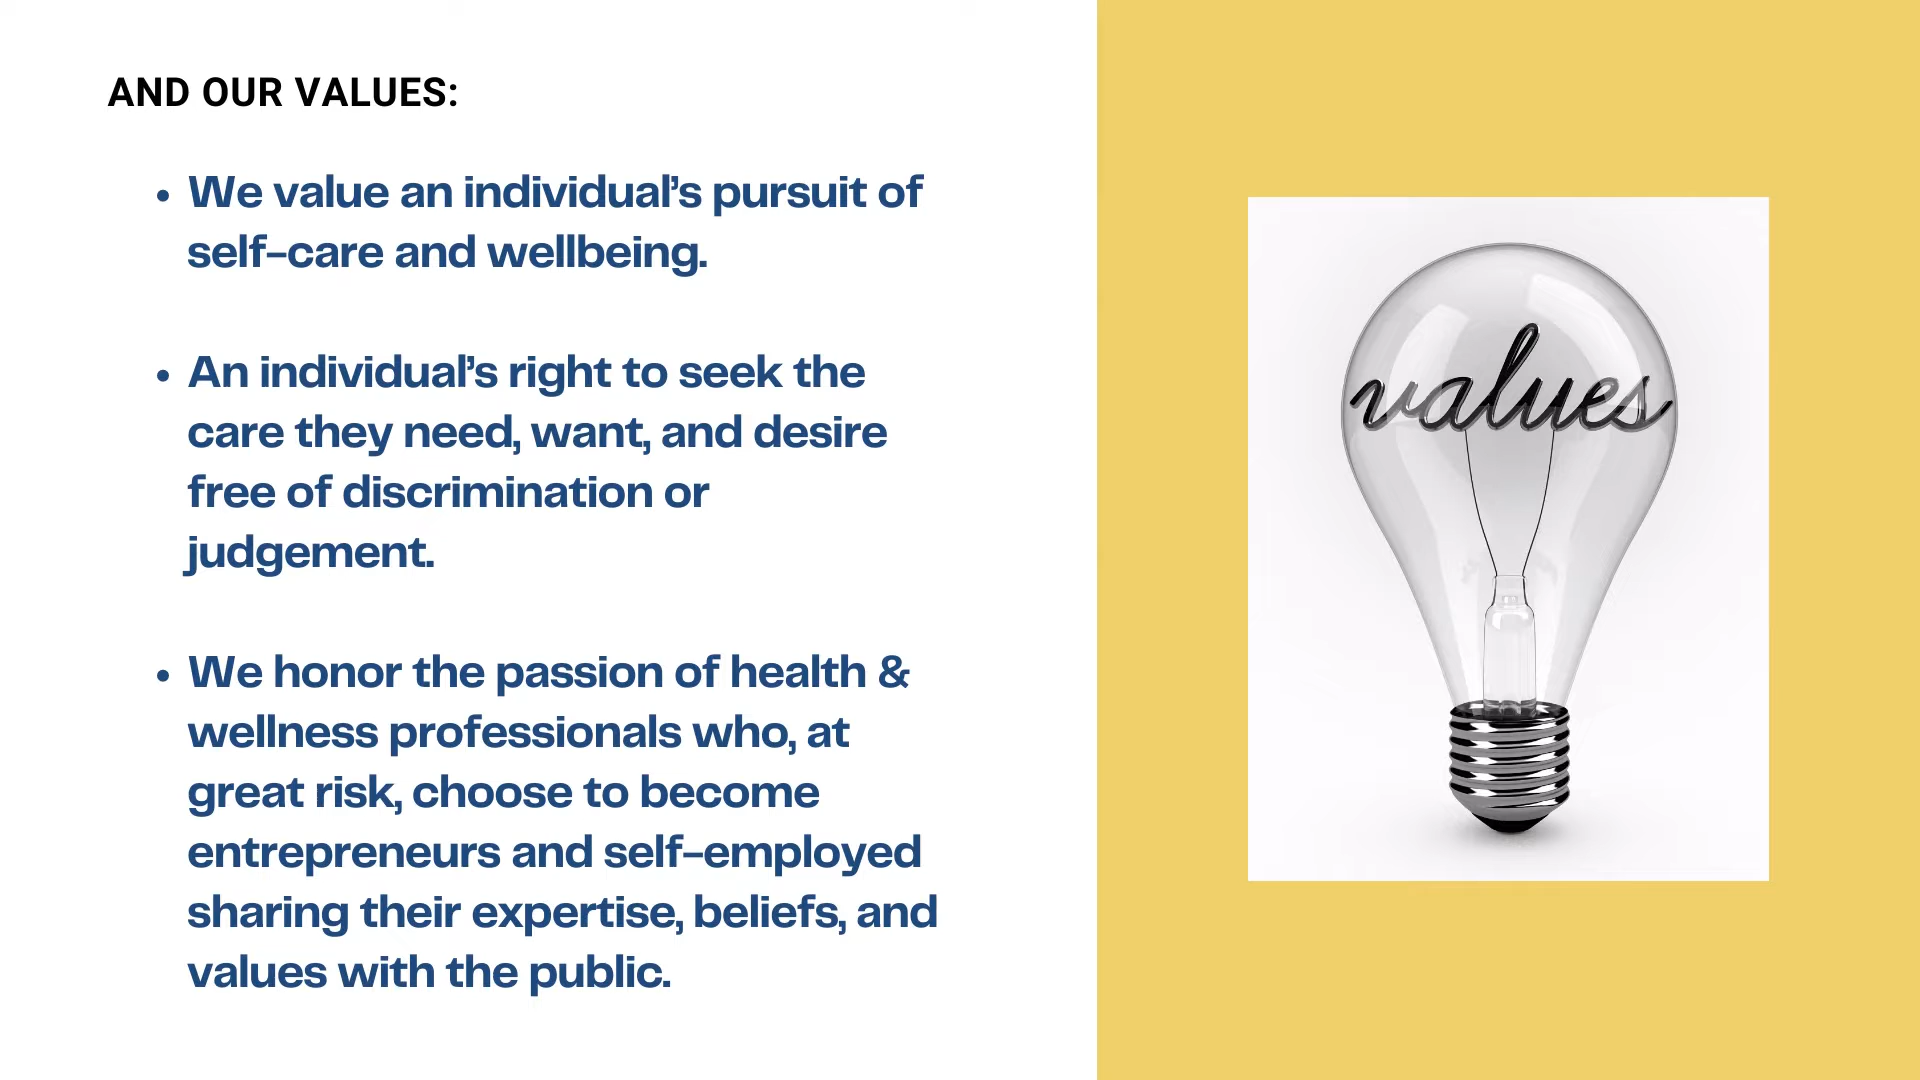 AND OUR VALUES:
• We value an individual’s pursuit of
self-care and wellbeing.
• An individual’s right to seek the
care they need, want, and desire
free of discrimination or
judgement.
• We honor the passion of health &
wellness professionals who, at
great risk, choose to become
entrepreneurs and self-employed
sharing their expertise, beliefs, and
values with the public.
values